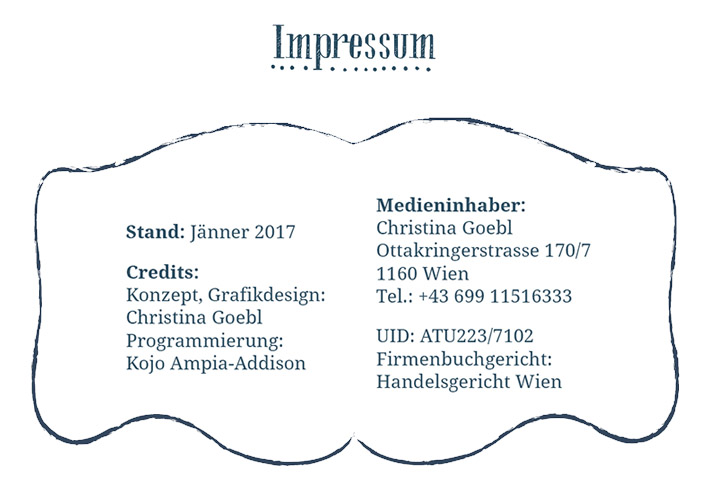 Impressum
Stand: Jänner 2017
Credits:
Konzept, Grafikdesign:
Christina Goebl
Programmierung:
Kojo Ampia-Addison
Medieninhaber:
Christina Goebl
Ottakringerstrasse 170/7
1160 Wien
Tel.: +43 699 11516333
UID: ATU223/7102
Firmenbuchgericht:
Handelsgericht Wien